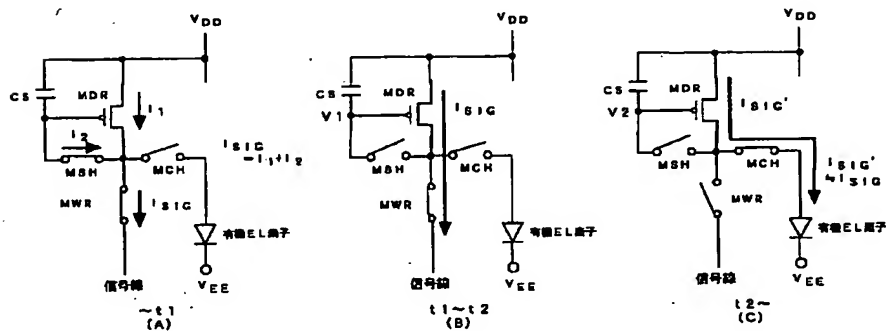 VDD
CS
MDR
I1
I2
MSH
MCH
ISIG
=I1+I2
MWR
ISIG
有機EL素子
信号線
VEE
~t1
(A)
VDD
CS
MDR
V1
ISIG
MSH
MCH
MWR
有機EL素子
信号線
VEE
t1~t2
(B)
VDD
CS
MDR
V2
ISIG'
MSH
MCH
ISIG'
≒ISIG
MWR
有機EL素子
信号線
VEE
t2~
(C)